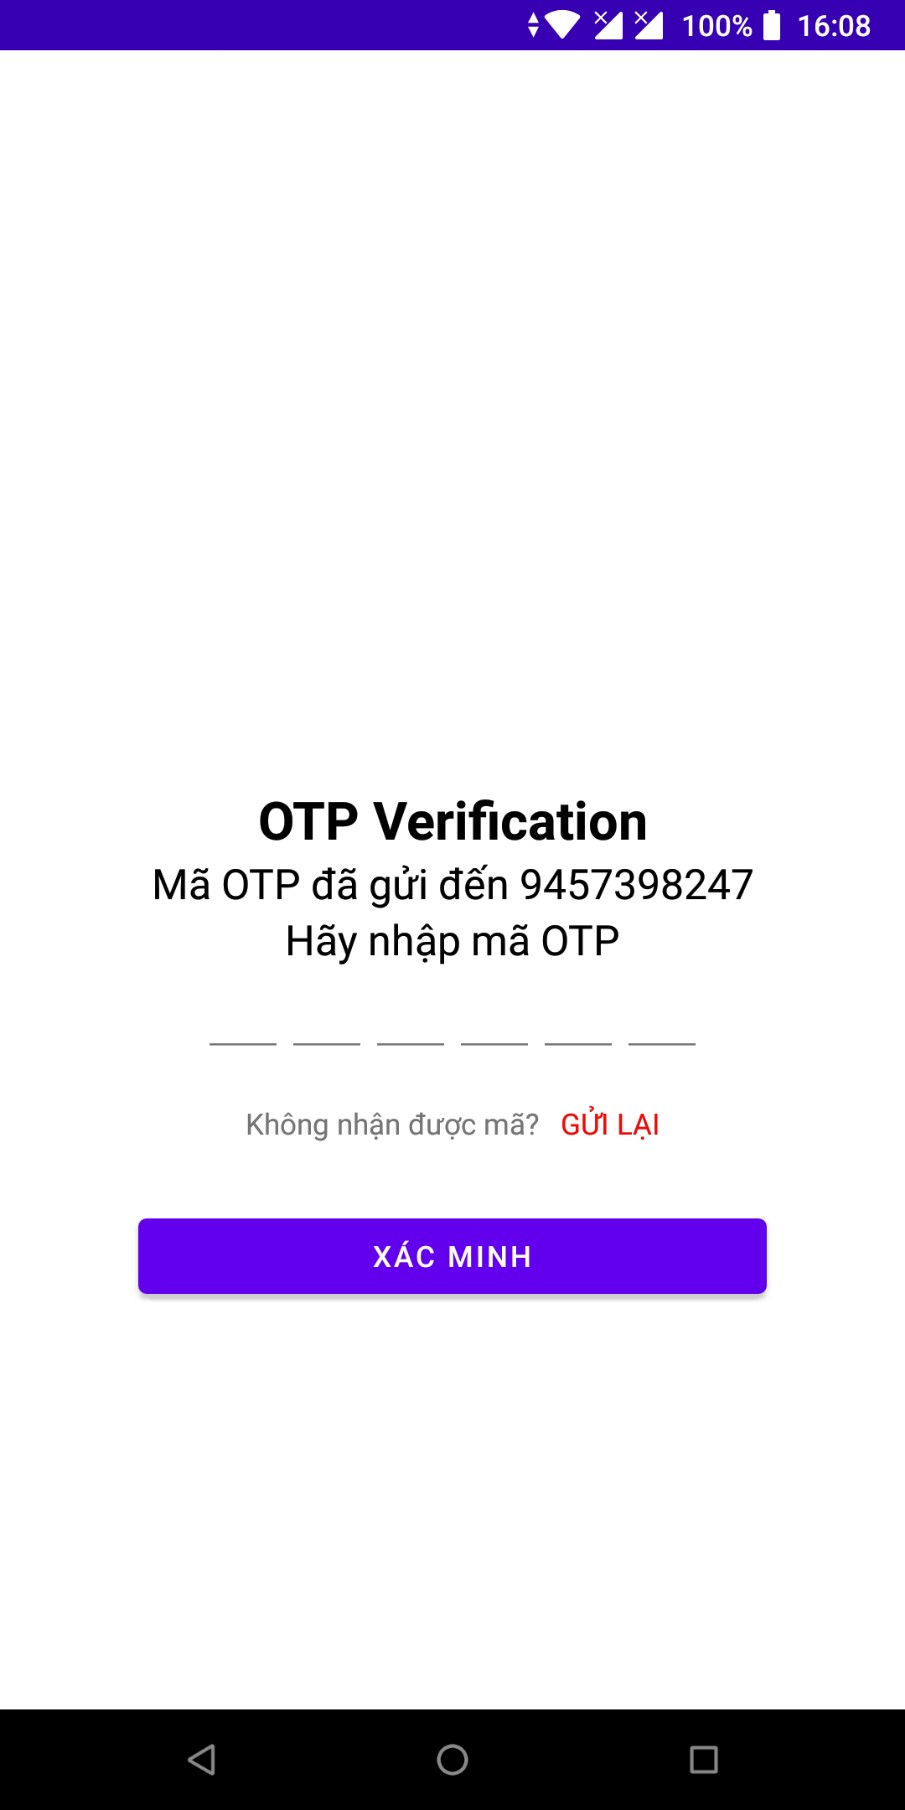 100% 16:08
OTP Verification
Mã OTP đã gửi đến 9457398247
Hãy nhập mã OTP
Không nhận được mã? GỬI LẠI
XÁC MINH